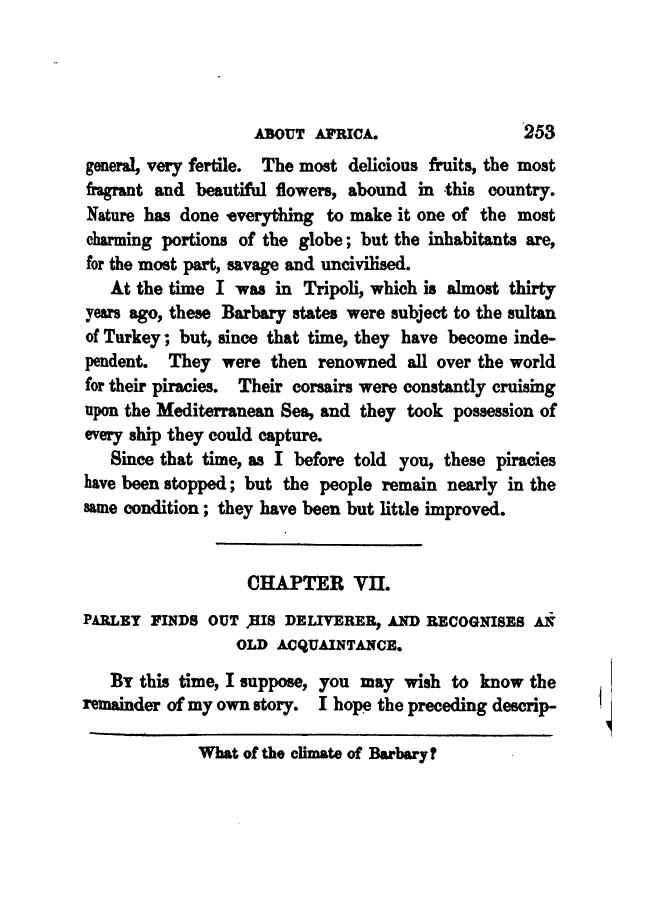 ABOUT AFRICA. 253
general, very fertile. The most delicious fruits, the most
fragrant and beautiful flowers, abound in this country.
Nature has done everything to make it one of the most
charming portions of the globe; but the inhabitants are,
for the most part, savage and uncivilised.
At the time I was in Tripoli, which is almost thirty
years ago, these Barbary states were subject to the sultan
of Turkey; but, since that time, they have become inde-
pendent. They were then renowned all over the world
for their piracies. Their corsairs were constantly cruising
upon the Mediterranean Sea, and they took possession of
every ship they could capture.
Since that time, as I before told you, these piracies
have been stopped; but the people remain nearly in the
same condition; they have been but little improved.
CHAPTER VII.
PARLEY FINDS OUT HIS DELIVERER, AND RECOGNISES AN
OLD ACQUAINTANCE.
BY this time, I suppose, you may wish to know the
remainder of my own story. I hope the preceding descrip-
What of the climate of Barbary?